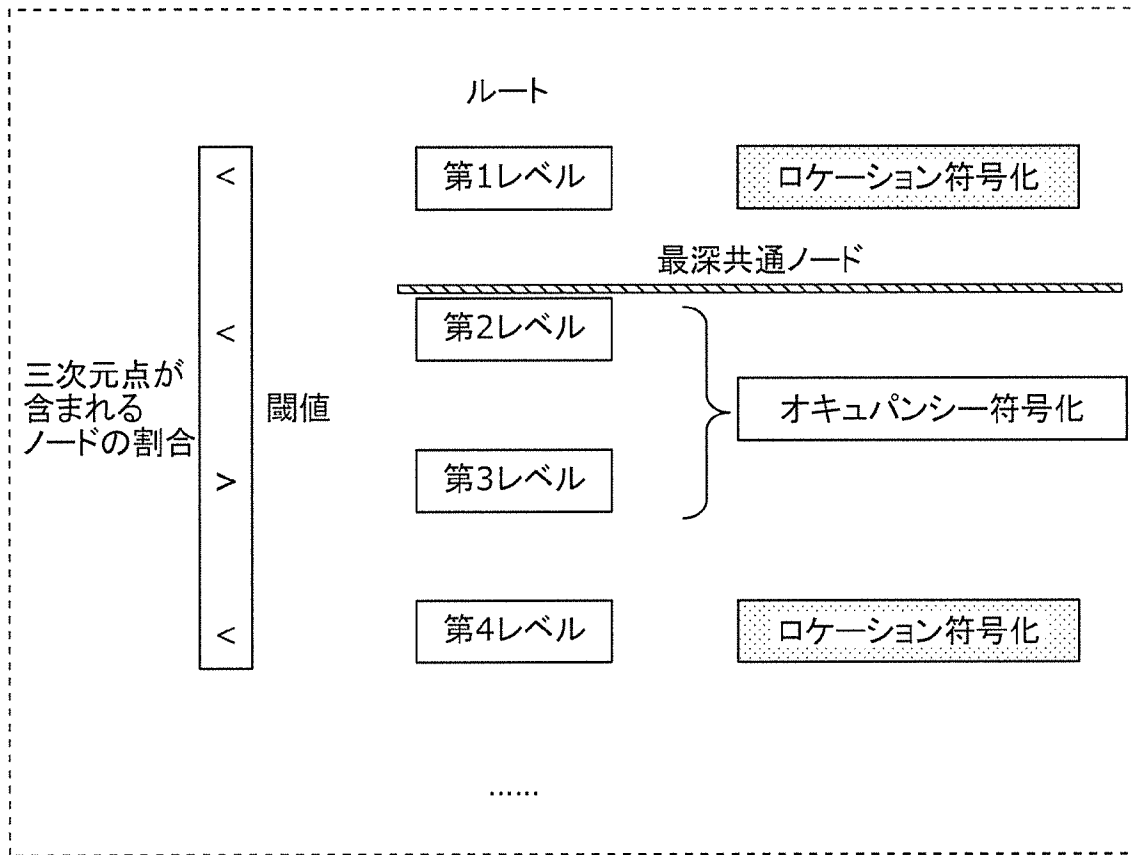 ルート
< 第1レベル ロケーション符号化
最深共通ノード
< 第2レベル
三次元点が
含まれる
ノードの割合
閾値
オキュパンシー符号化
> 第3レベル
< 第4レベル ロケーション符号化
......